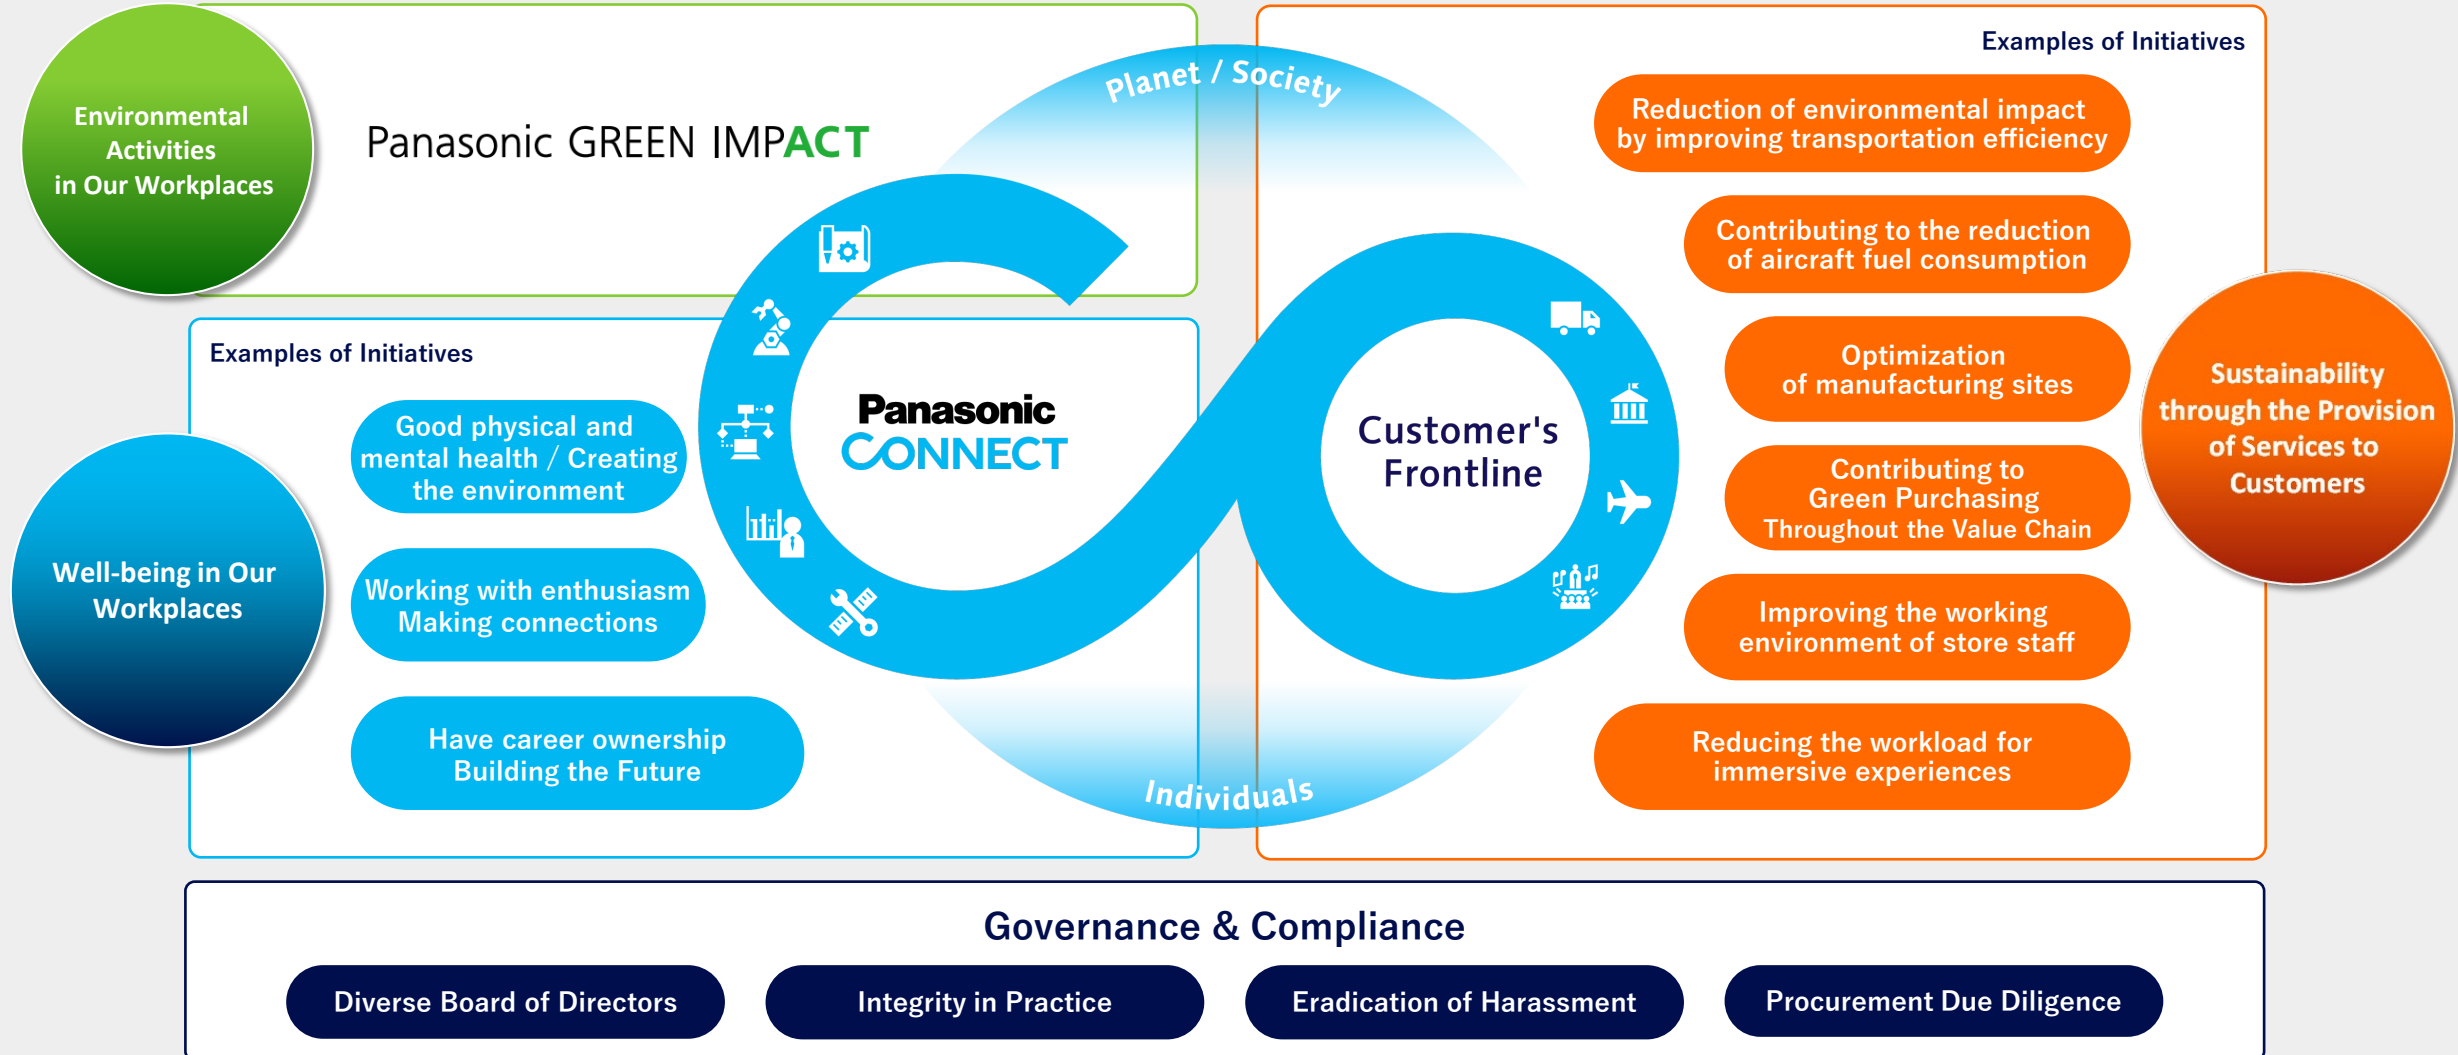 Environmental
Activities
in Our Workplaces
Panasonic GREEN IMPACT
Planet / Society
Examples of Initiatives
Good physical and
mental health / Creating
the environment
Working with enthusiasm
Making connections
Have career ownership
Building the Future
Well-being in Our
Workplaces
Panasonic
CONNECT
Customer's
Frontline
Individuals
Examples of Initiatives
Reduction of environmental impact
by improving transportation efficiency
Contributing to the reduction
of aircraft fuel consumption
Optimization
of manufacturing sites
Contributing to
Green Purchasing
Throughout the Value Chain
Improving the working
environment of store staff
Reducing the workload for
immersive experiences
Sustainability
through the Provision
of Services to
Customers
Governance & Compliance
Diverse Board of Directors
Integrity in Practice
Eradication of Harassment
Procurement Due Diligence